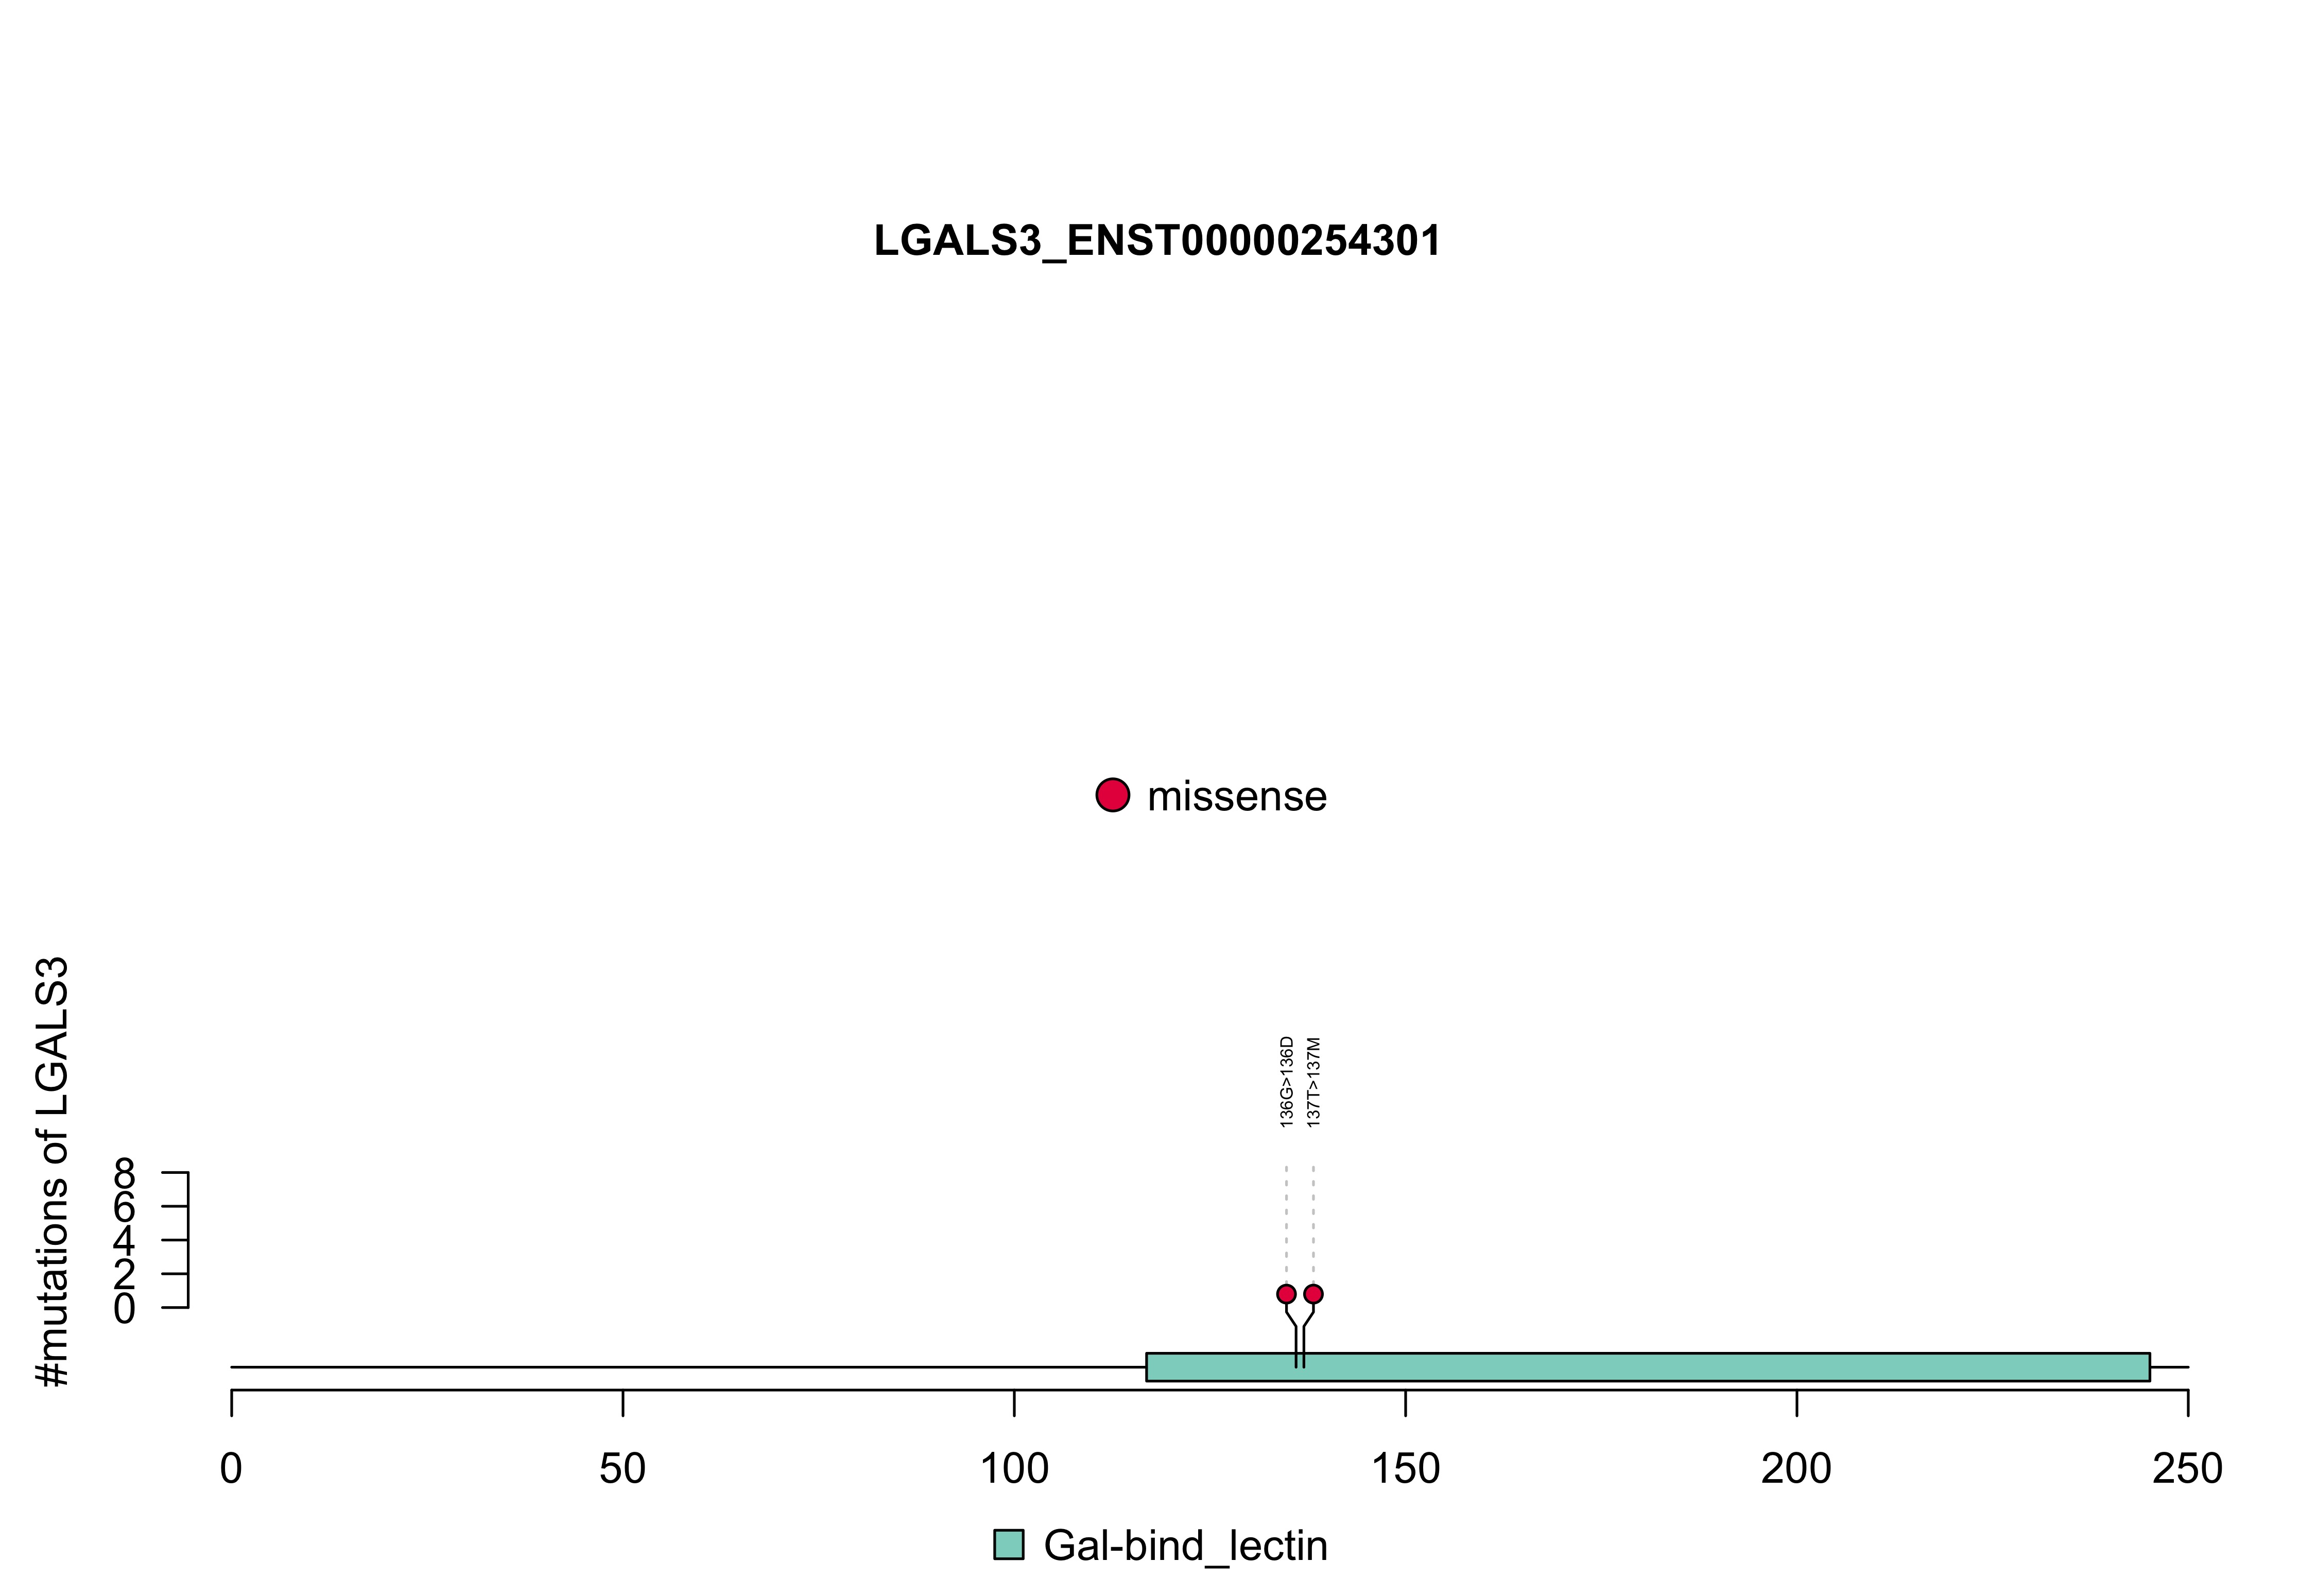 LGALS3_ENST00000254301
missense
#mutations of LGALS3
136G>136D
137T>137M
8
6
4
2
0
0 50 100 150 200 250
Gal-bind_lectin